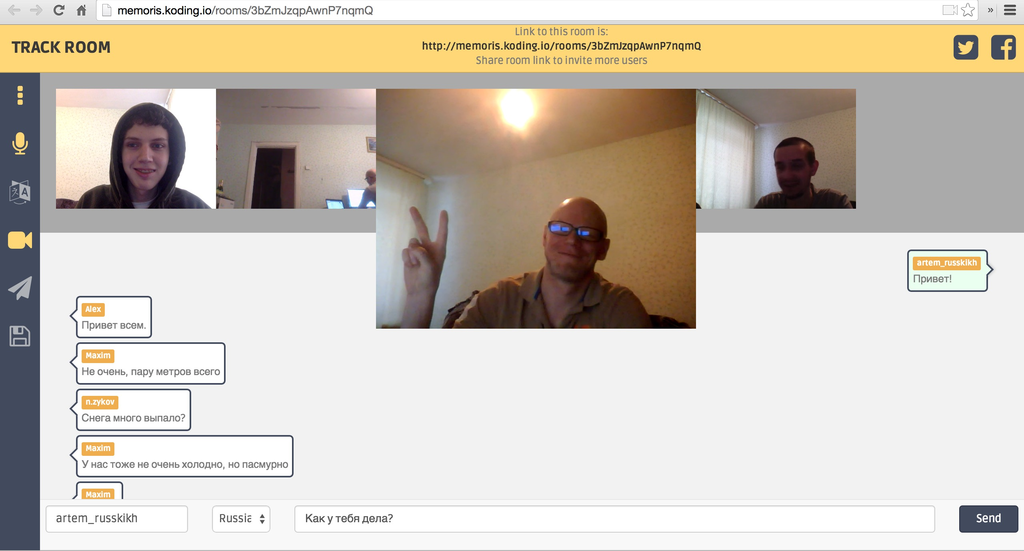 memoris.koding.io/rooms/3bZmJzqpAwnP7nqmQ
TRACK ROOM
Link to this room is:
http://memoris.koding.io/rooms/3bZmJzqpAwnP7nqmQ
Share room link to invite more users
artem_russkikh
Привет!
Alex
Привет всем.
Maxim
Не очень, пару метров всего
n.zykov
Снега много выпало?
Maxim
У нас тоже не очень холодно, но пасмурно
Maxim
artem_russkikh
Russia
Как у тебя дела?
Send